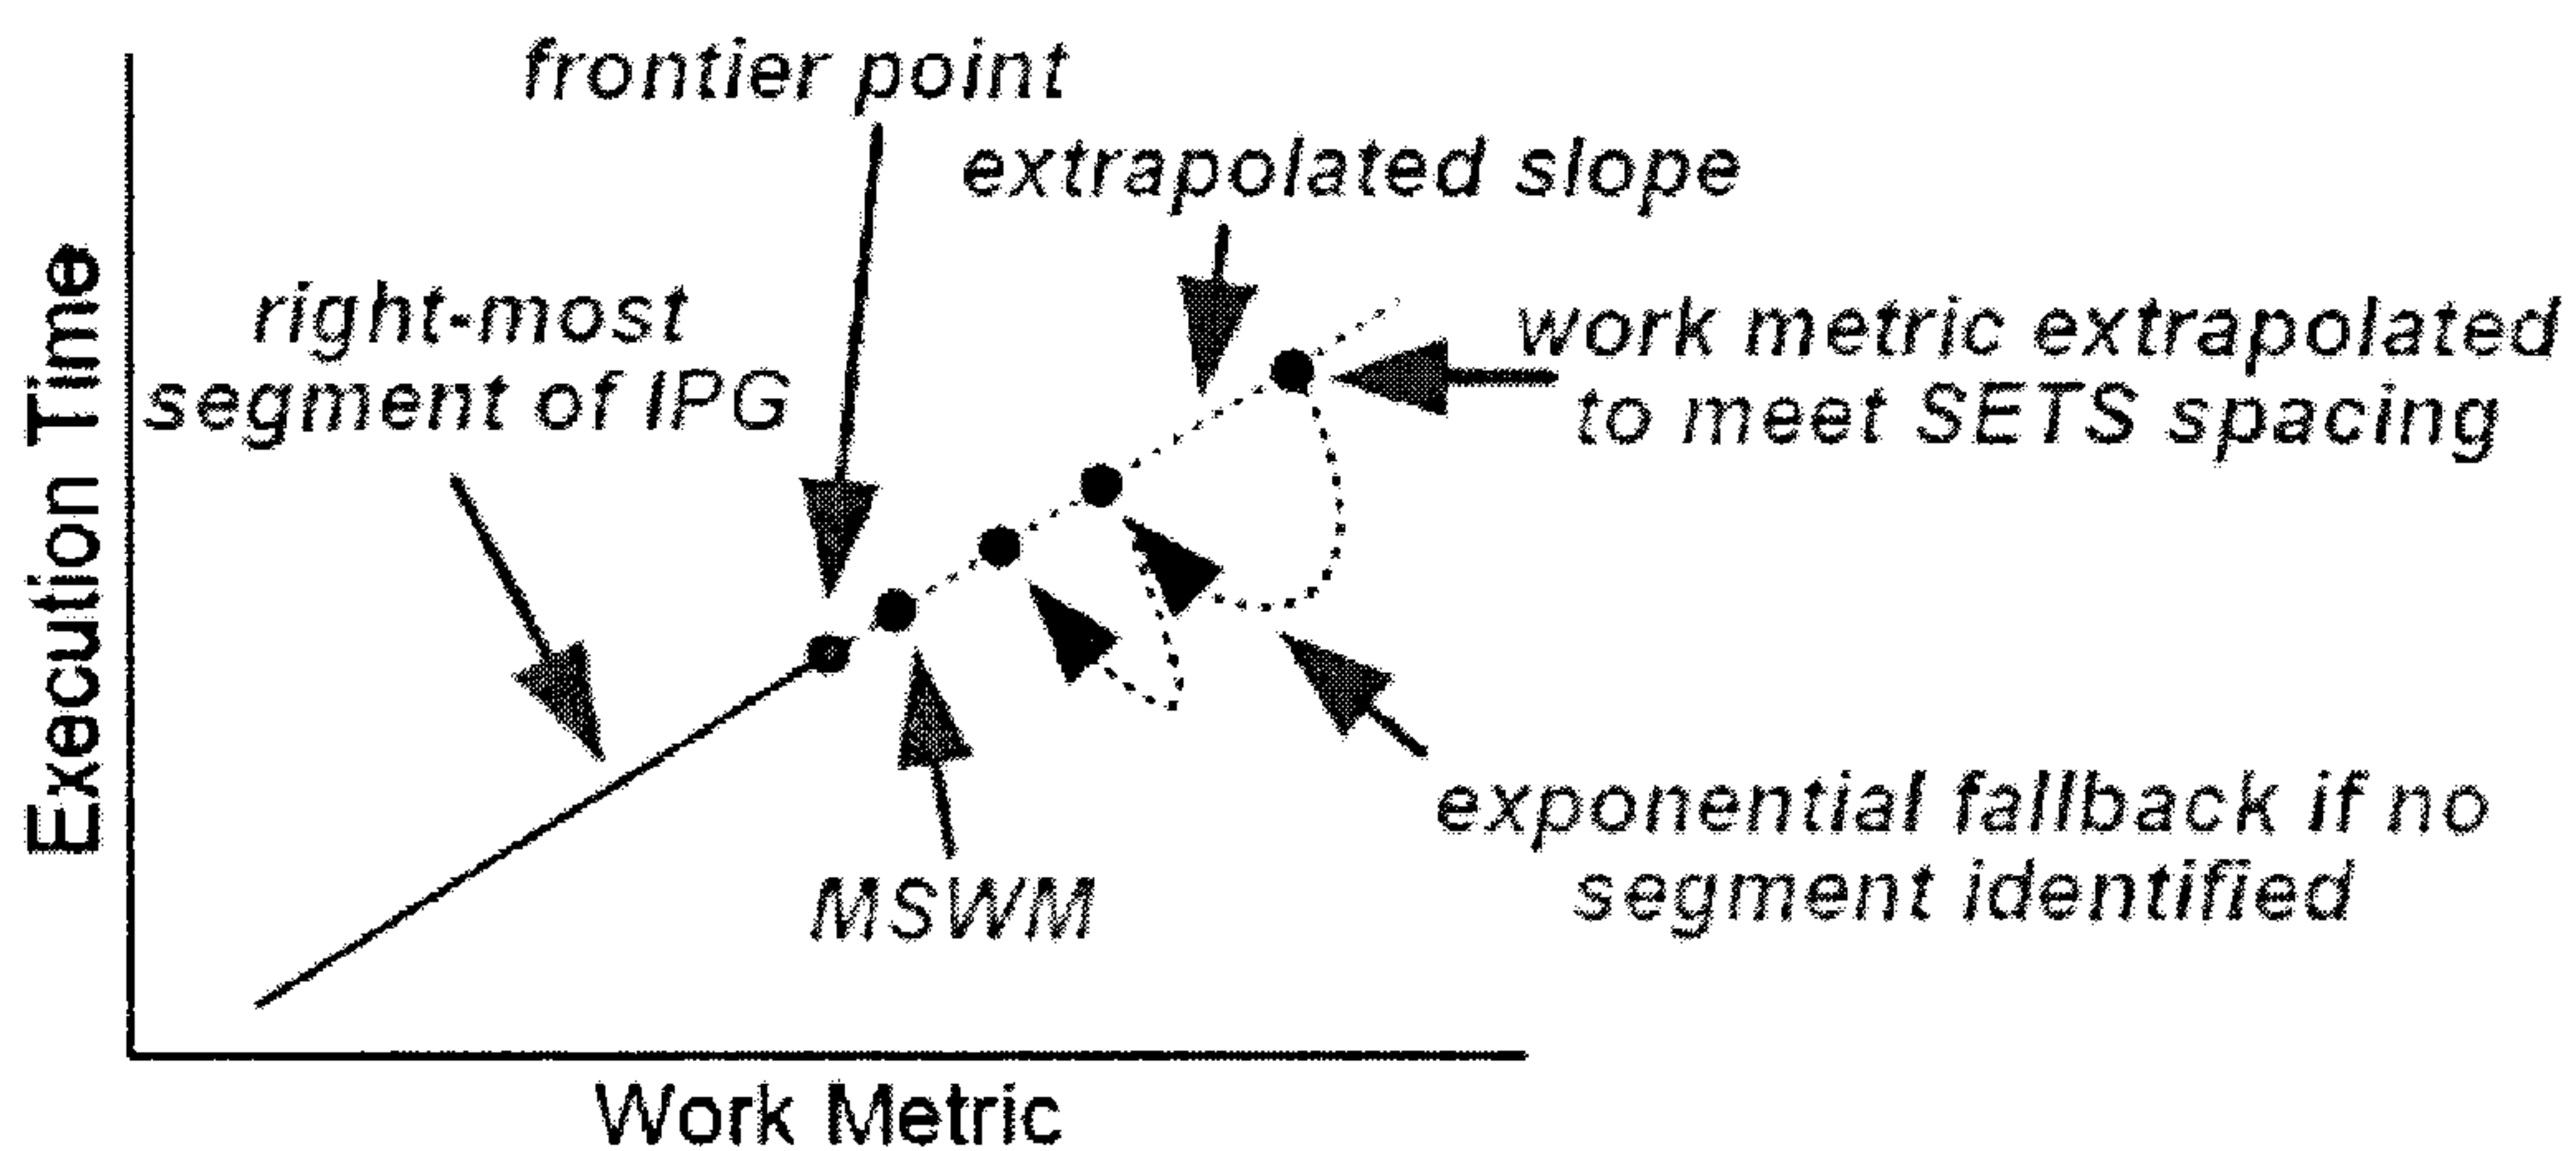 frontier point
extrapolated slope
right-most
segment of IPG
work metric extrapolated
to meet SETS spacing
Execution Time
exponential fallback if no
segment identified
MSWM
Work Metric